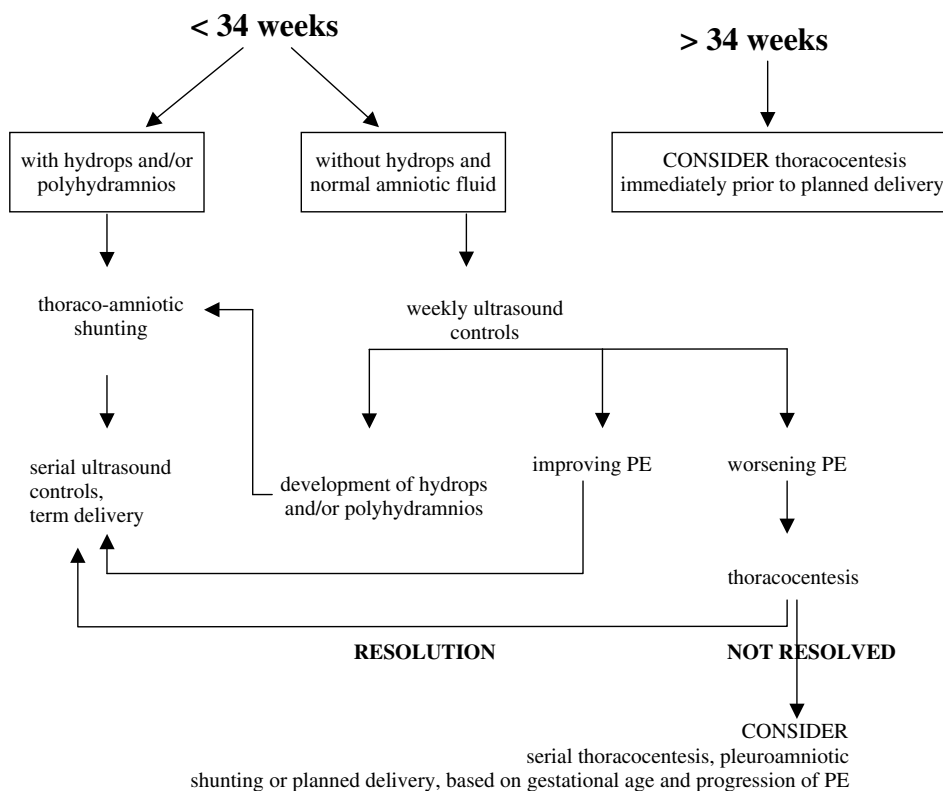 < 34 weeks
> 34 weeks
with hydrops and/or
polyhydramnios
without hydrops and
normal amniotic fluid
CONSIDER thoracocentesis
immediately prior to planned delivery
thoraco-amniotic
shunting
weekly ultrasound
controls
serial ultrasound
controls,
term delivery
development of hydrops
and/or polyhydramnios
improving PE
worsening PE
thoracocentesis
RESOLUTION
NOT RESOLVED
CONSIDER
serial thoracocentesis, pleuroamniotic
shunting or planned delivery, based on gestational age and progression of PE